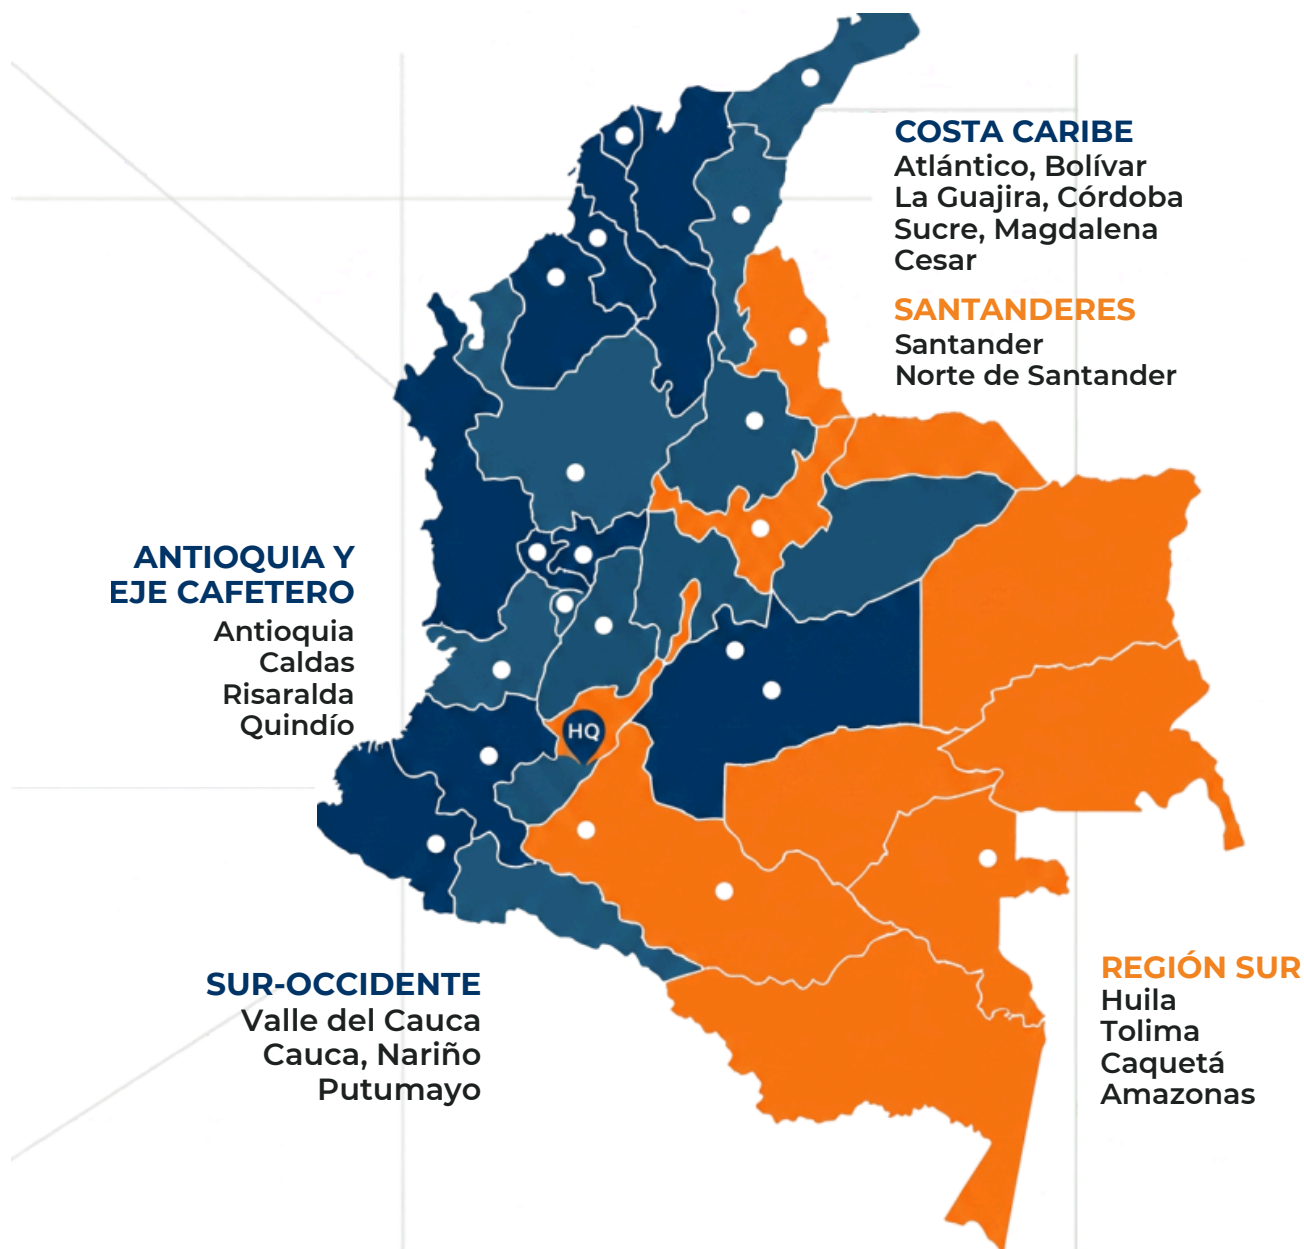 COSTA CARIBE
Atlántico, Bolívar
La Guajira, Córdoba
Sucre, Magdalena
Cesar
SANTANDERES
Santander
Norte de Santander
ANTIOQUIA Y
EJE CAFETERO
Antioquia
Caldas
Risaralda
Quindío
HQ
SUR-OCCIDENTE
Valle del Cauca
Cauca, Nariño
Putumayo
REGIÓN SUR
Huila
Tolima
Caquetá
Amazonas